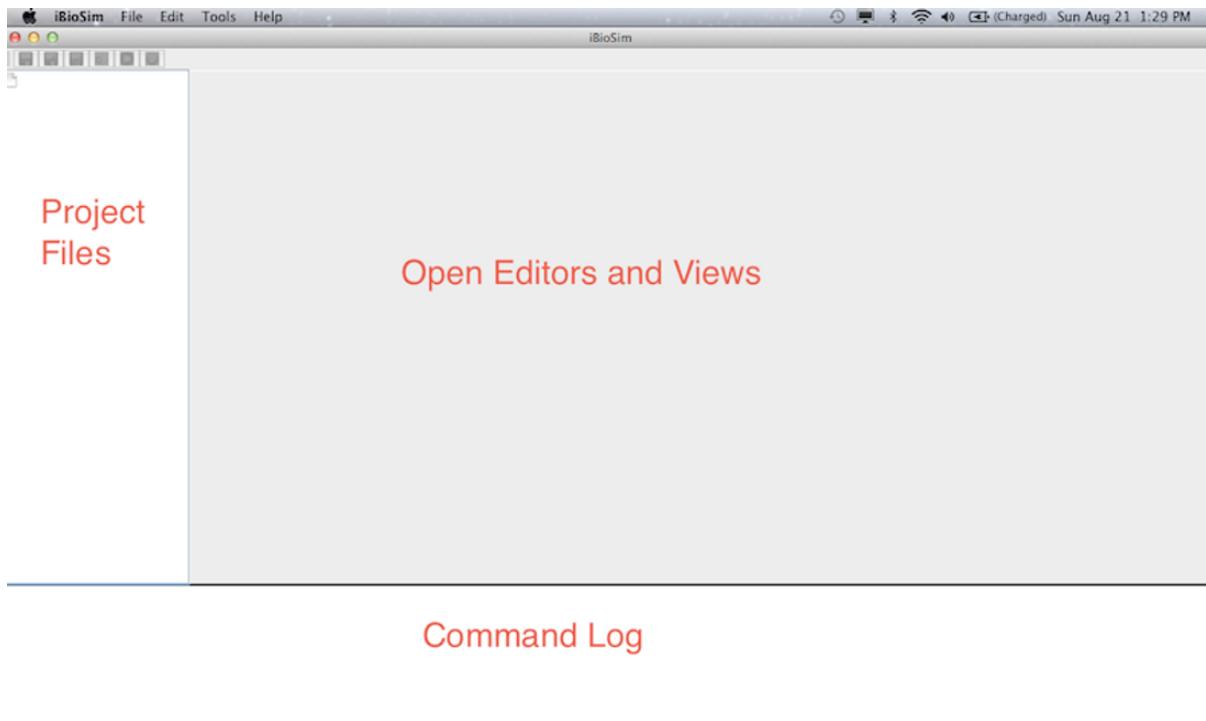 iBioSim File Edit Tools Help (Charged) Sun Aug 21 1:29 PM
iBioSim
Project
Files
Open Editors and Views
Command Log